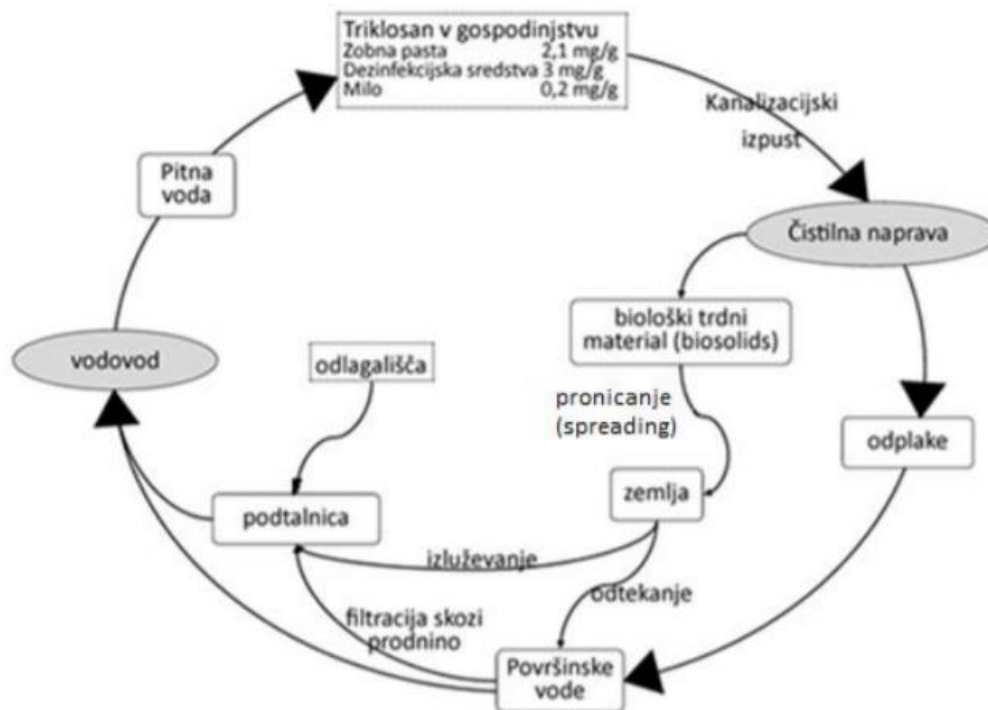 Triklosan v gospodinjstvu
Zobna pasta 2,1 mg/g
Dezinfekcijska sredstva 3 mg/g
Milo 0,2 mg/g
Kanalizacijski
izpust
Pitna
voda
Čistilna naprava
biološki trdni
material (biosolids)
vodovod
odlagališča
pronicanje
(spreading)
odplake
zemlja
podtalnica
izluževanje
odtekanje
filtracija skozi
prodnino
Površinske
vode